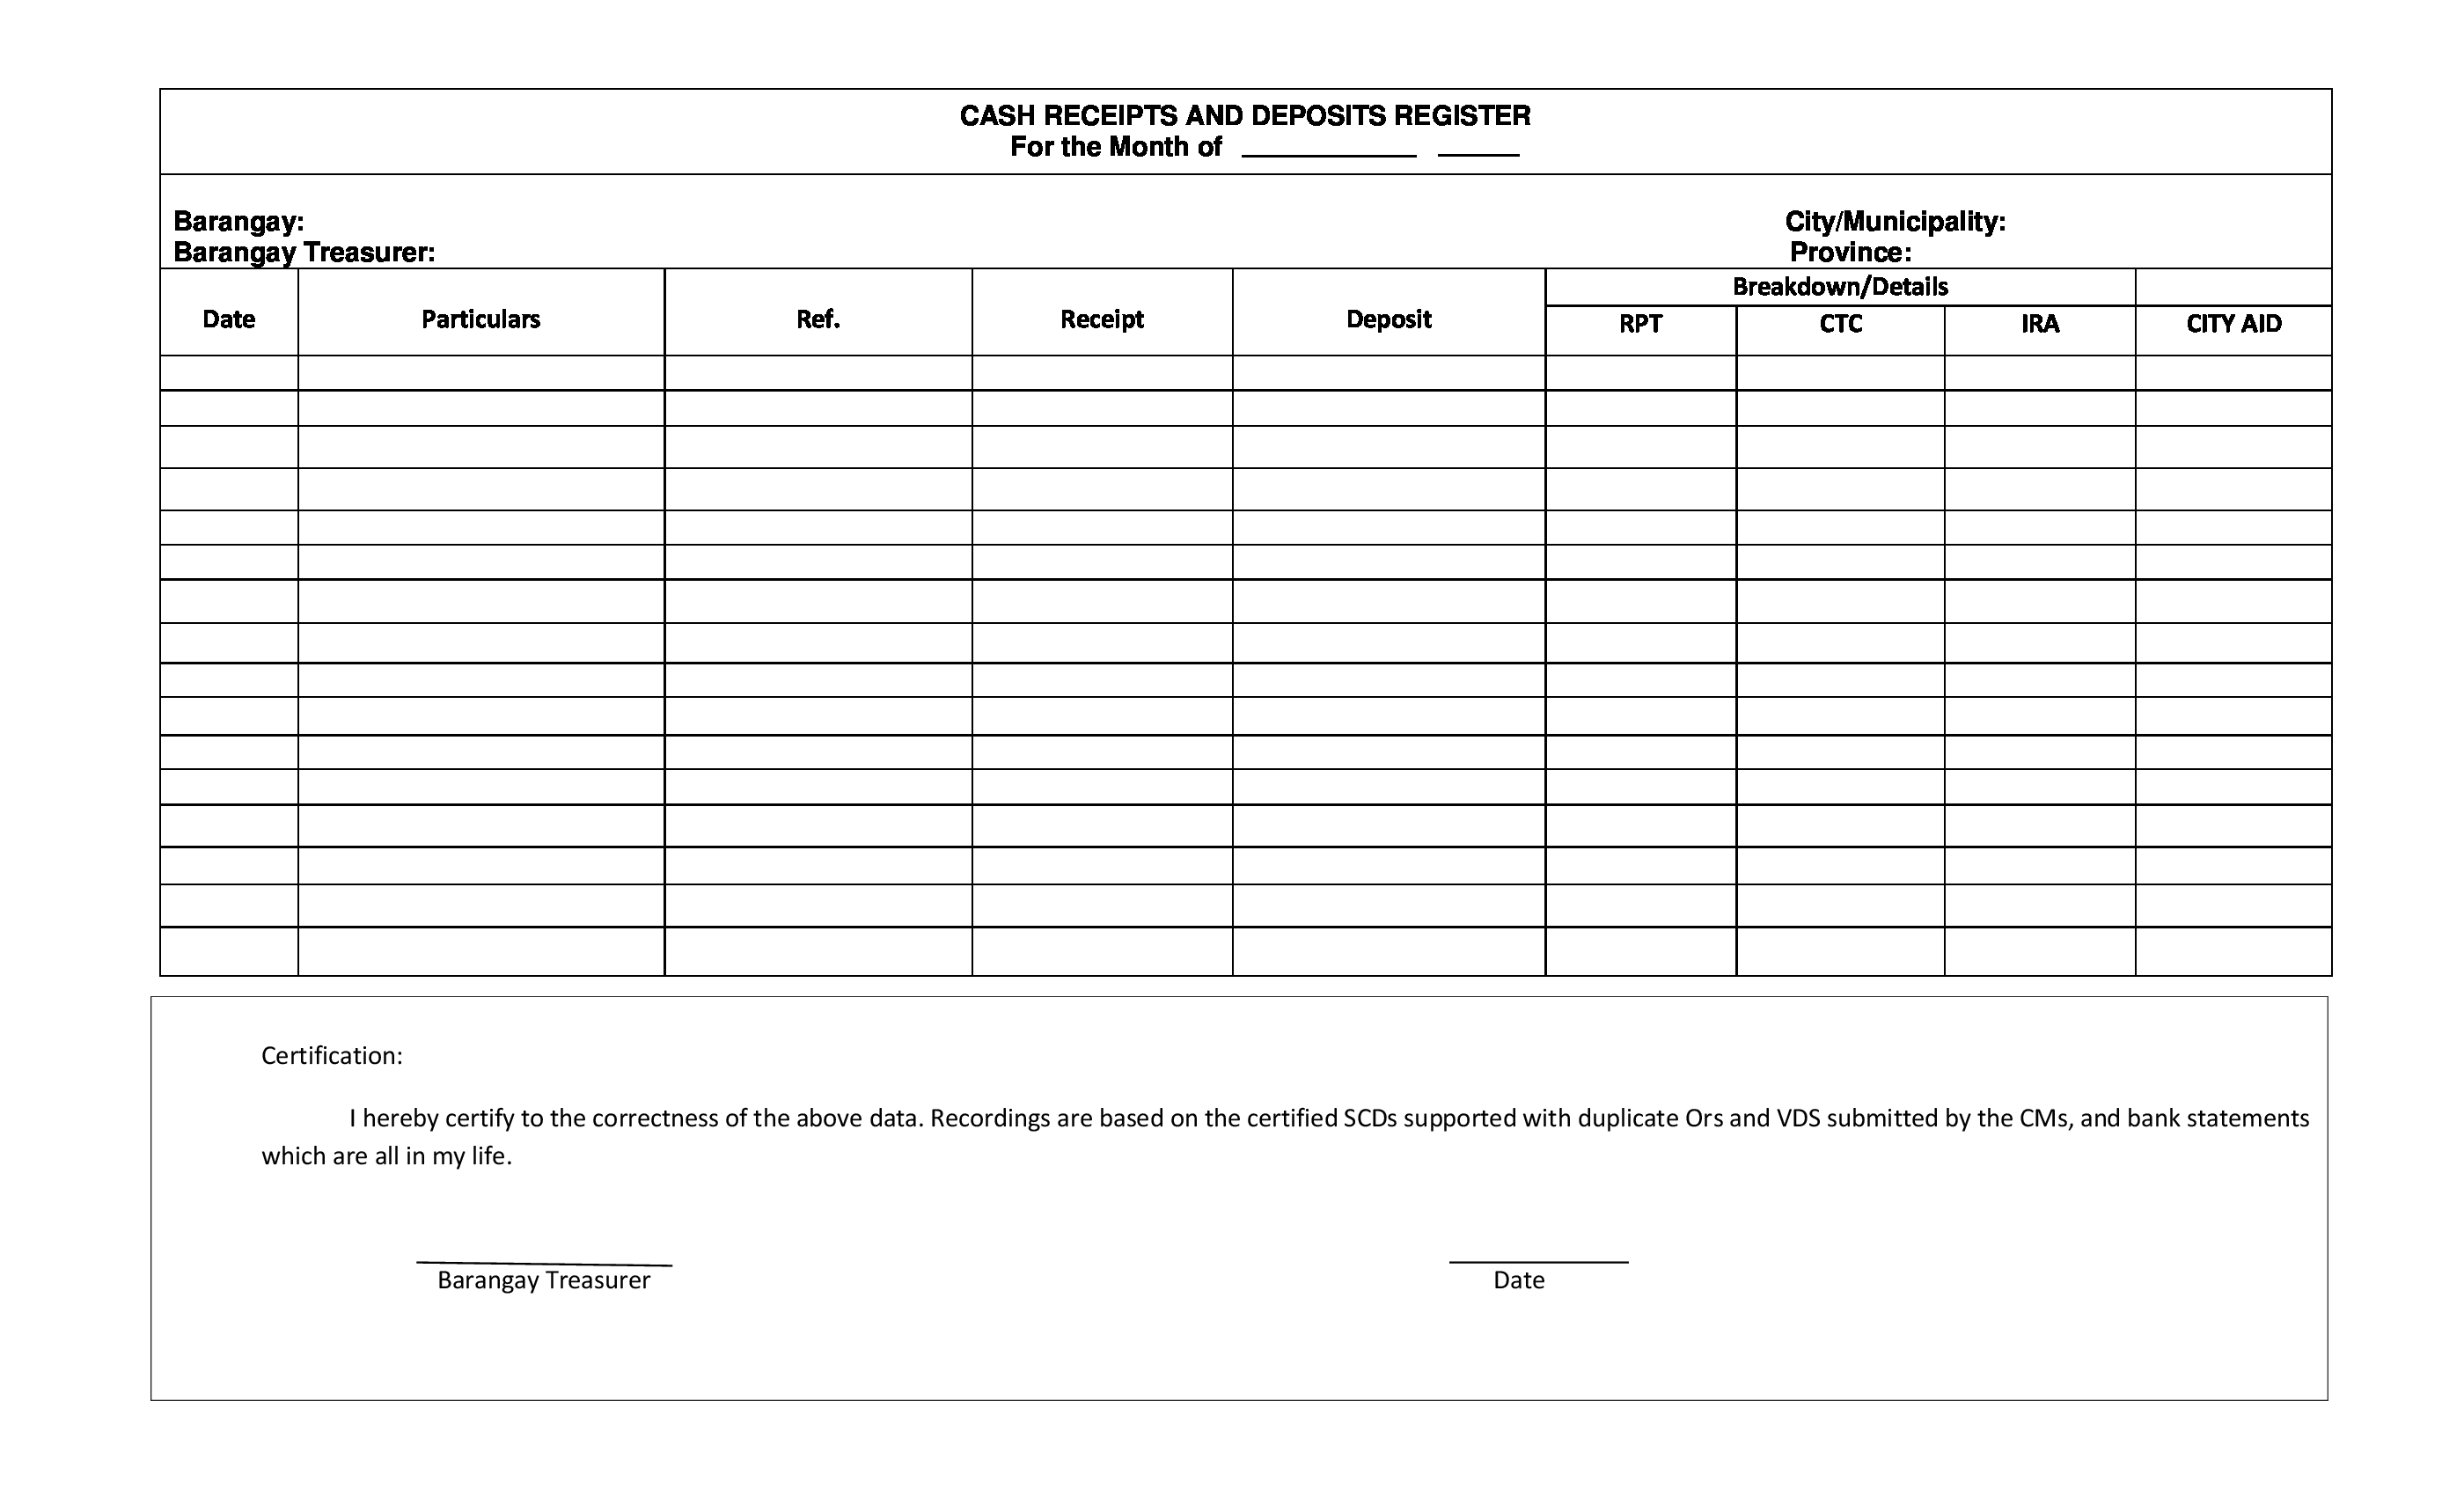 CASH RECEIPTS AND DEPOSITS REGISTER
For the Month of
Barangay: City/Municipality:
Barangay Treasurer: Province:
Breakdown/Details
Date Particulars Ref. Receipt Deposit RPT CTC IRA CITY AID
Certification:
I hereby certify to the correctness of the above data. Recordings are based on the certified SCDs supported with duplicate Ors and VDS submitted by the CMs, and bank statements
which are all in my life.
Barangay Treasurer Date